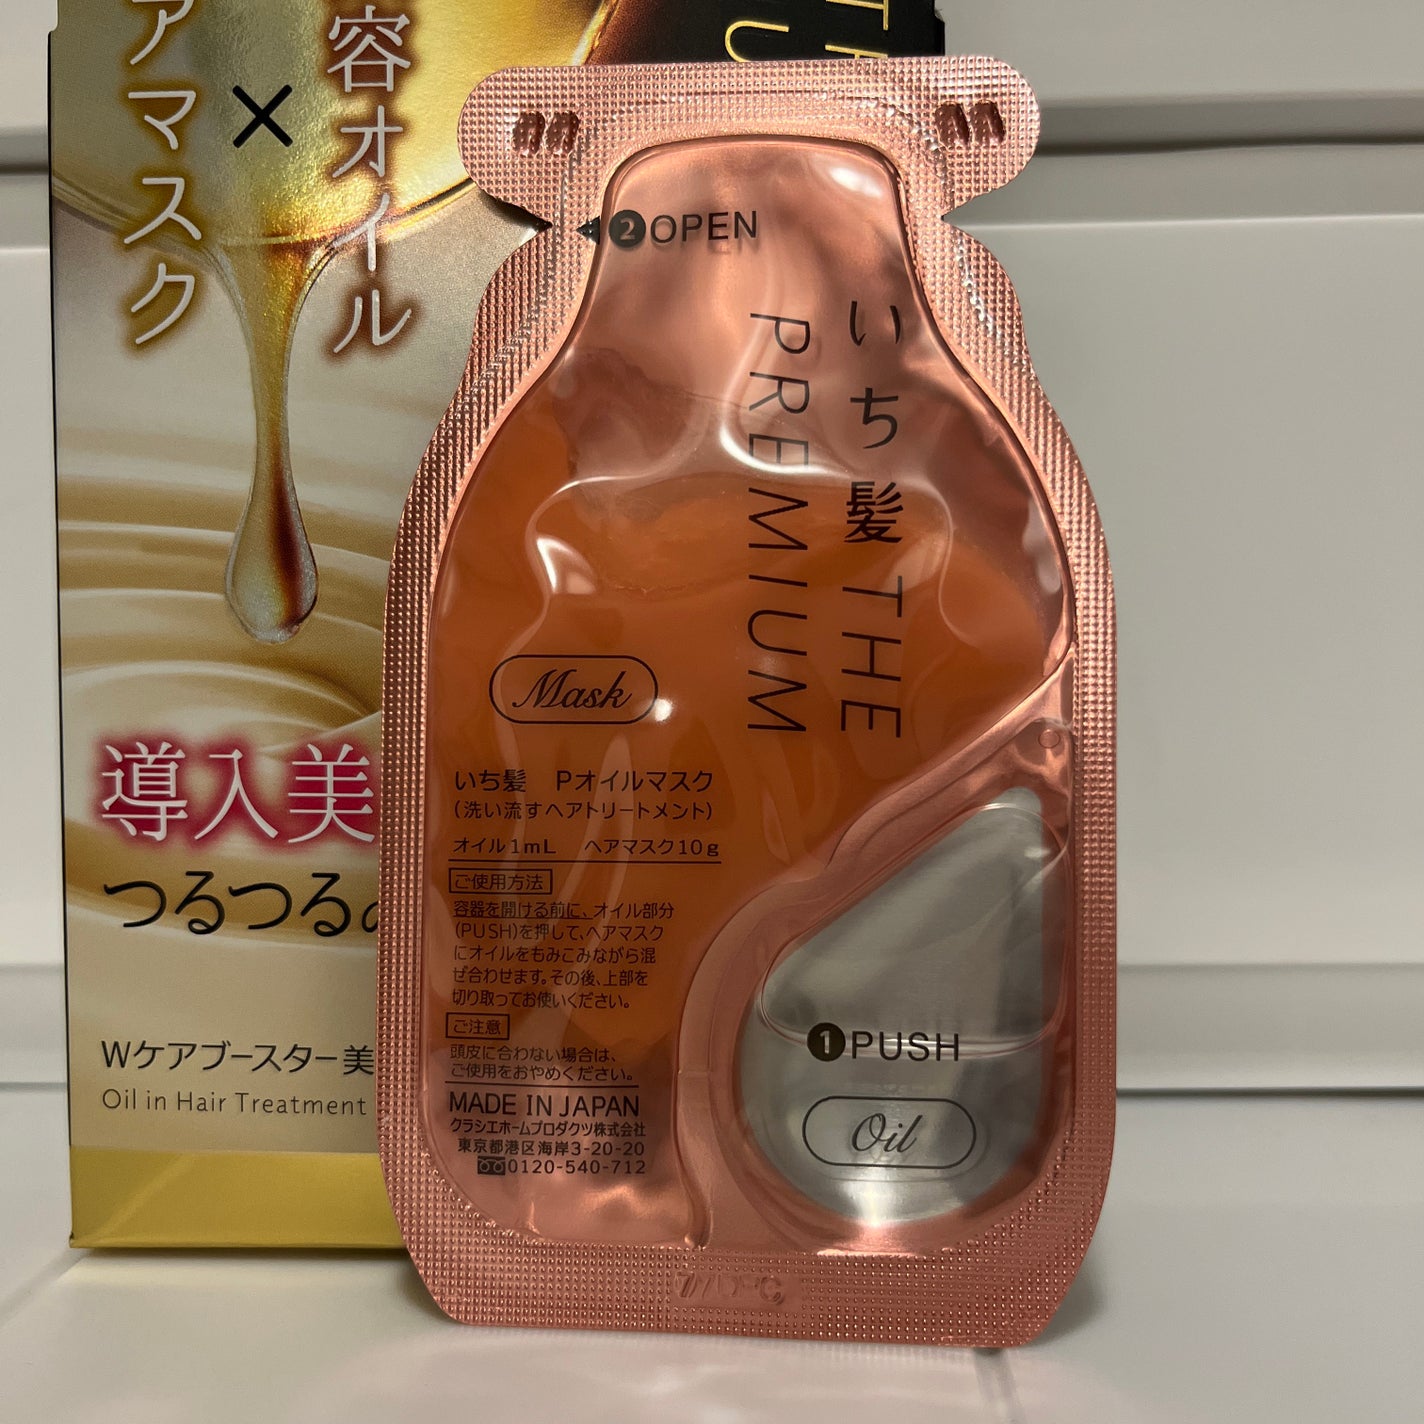 容オイル
×
アマスク
導入美
つるつるの
Wケアブースター美
Oil in Hair Treatment
❷OPEN
いち髪 THE
PREMIUM
Mask
いち髪 Pオイルマスク
(洗い流すヘアトリートメント)
オイル1mL ヘアマスク10g
ご使用方法
容器を開ける前に、オイル部分
(PUSH)を押して、ヘアマスク
にオイルをもみこみながら混
ぜ合わせます。その後、上部を
切り取ってお使いください。
ご注意
頭皮に合わない場合は、
ご使用をおやめください。
MADE IN JAPAN
クラシエホームプロダクツ株式会社
東京都港区海岸3-20-20
0120-540-712
❶PUSH
Oil